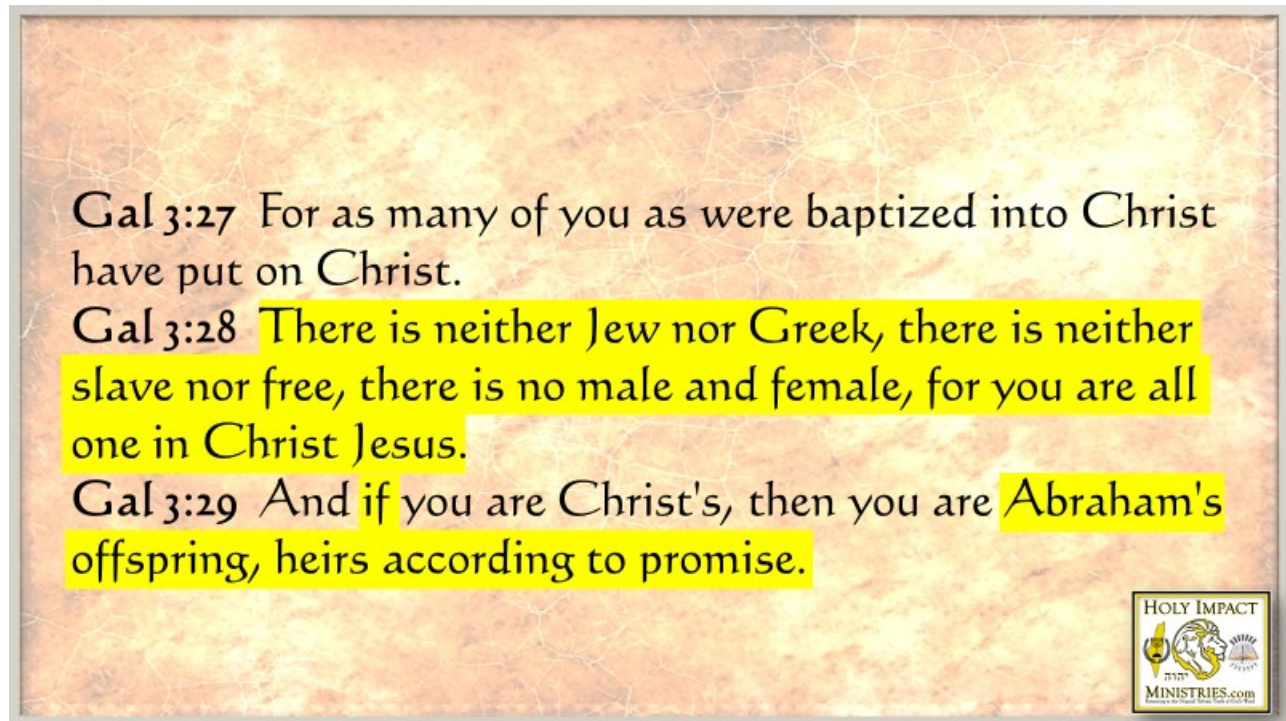 Gal 3:27 For as many of you as were baptized into Christ
have put on Christ.
Gal 3:28 There is neither Jew nor Greek, there is neither
slave nor free, there is no male and female, for you are all
one in Christ Jesus.
Gal 3:29 And if you are Christ's, then you are Abraham's
offspring, heirs according to promise.
HOLY IMPACT
יהוה
MINISTRIES.com